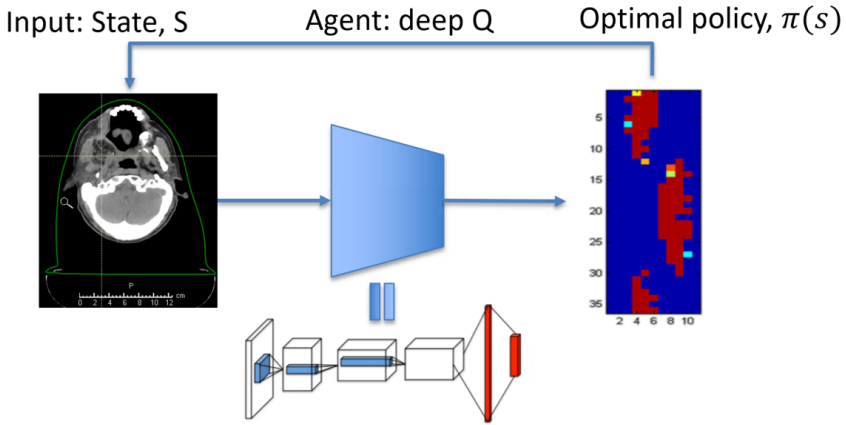 Input: State, S
Agent: deep Q
Optimal policy, π(s)
P
0 2 4 6 8 10 12 cm
5
10
15
20
25
30
35
2 4 6 8 10